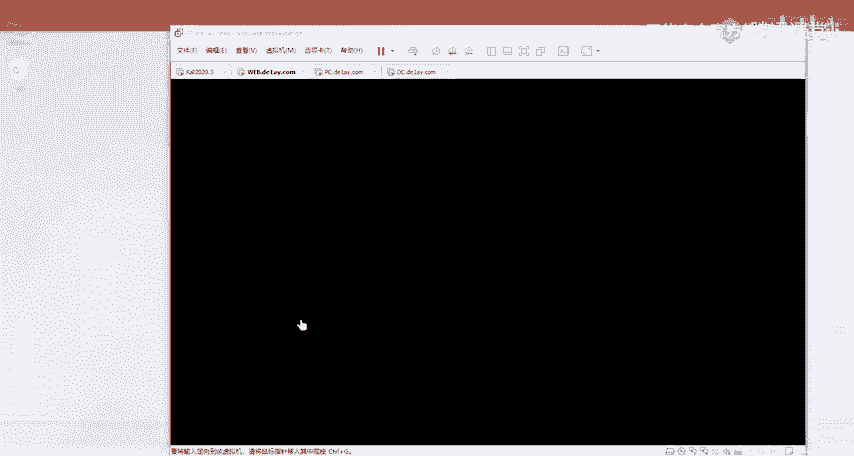 文件(F) 编辑(E) 查看(V) 虚拟机(M) 选项卡(T) 帮助(H)
Kali2020.3 WEB.de1ay.com PC.de1ay.com DC.de1ay.com
要将输入定向到该虚拟机，请将鼠标指针移入其中或按 Ctrl+G。